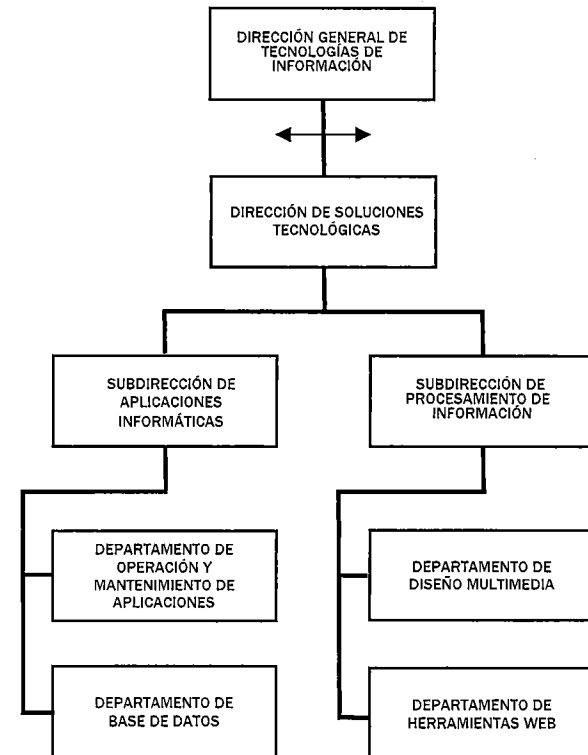 DIRECCIÓN GENERAL DE
TECNOLOGÍAS DE
INFORMACIÓN
DIRECCIÓN DE SOLUCIONES
TECNOLÓGICAS
SUBDIRECCIÓN DE
APLICACIONES
INFORMÁTICAS
SUBDIRECCIÓN DE
PROCESAMIENTO DE
INFORMACIÓN
DEPARTAMENTO DE
OPERACIÓN Y
MANTENIMIENTO DE
APLICACIONES
DEPARTAMENTO DE
DISEÑO MULTIMEDIA
DEPARTAMENTO DE
BASE DE DATOS
DEPARTAMENTO DE
HERRAMIENTAS WEB